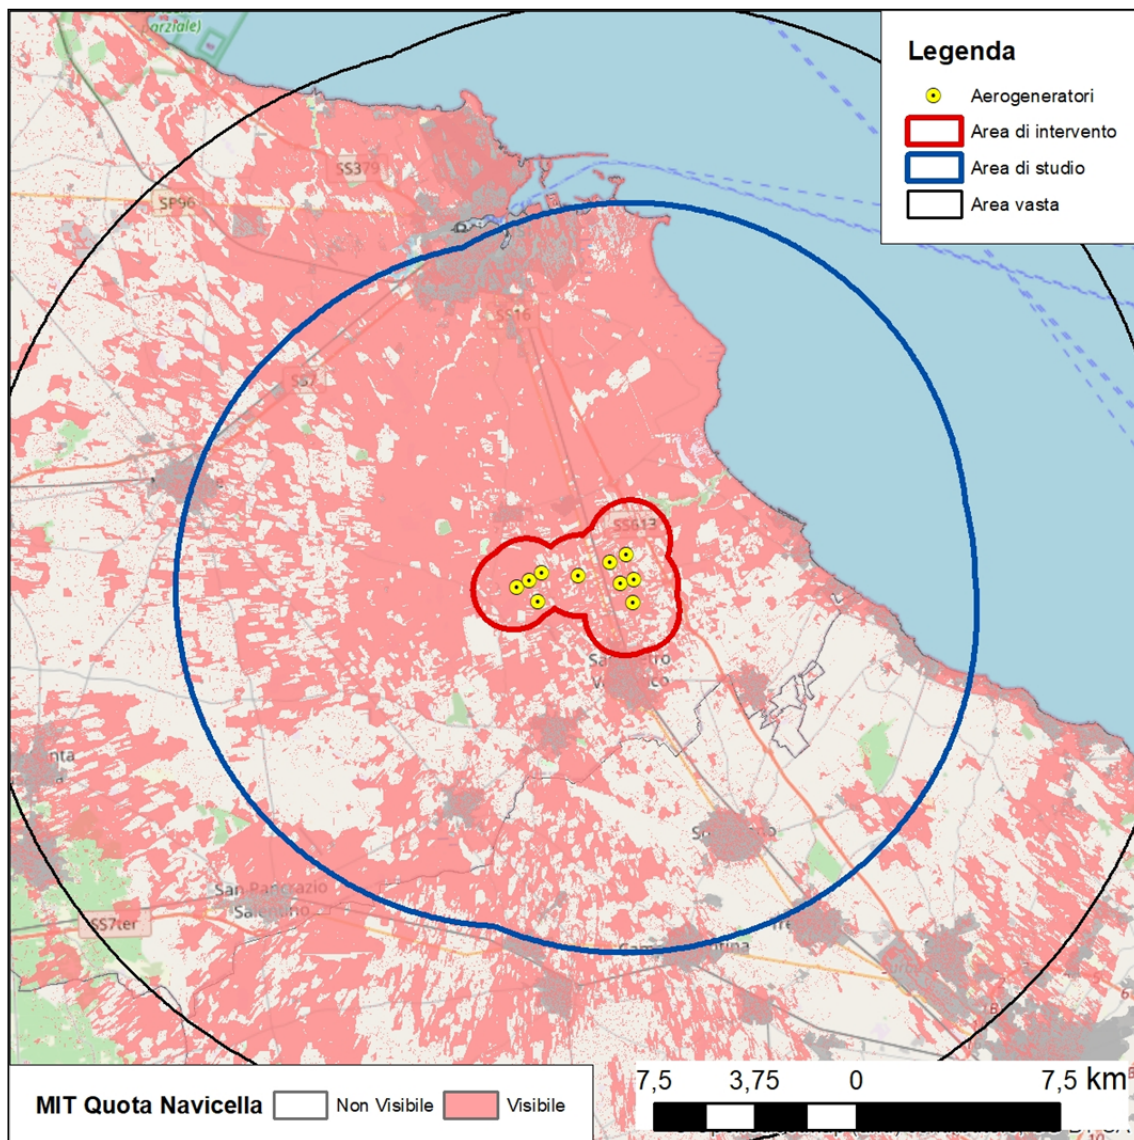 parziale)
Legenda
Aerogeneratori
Area di intervento
Area di studio
Area vasta
SS379
SP96
SS16
SS7
SS613
San Pancrazio
Salentino
SS7ter
7,5 3,75 0 7,5 km
MIT Quota Navicella Non Visibile Visibile